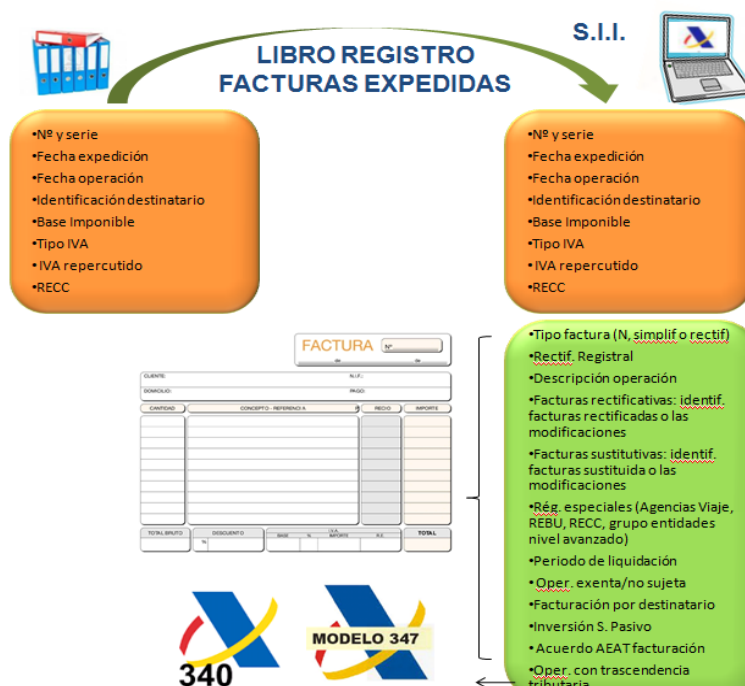 S.I.I.
LIBRO REGISTRO
FACTURAS EXPEDIDAS
•Nº y serie
•Fecha expedición
•Fecha operación
•Identificación destinatario
•Base Imponible
•Tipo IVA
•IVA repercutido
•RECC
•Nº y serie
•Fecha expedición
•Fecha operación
•Identificación destinatario
•Base Imponible
•Tipo IVA
•IVA repercutido
•RECC
FACTURA Nº
de de
CLIENTE: N.I.F.:
DOMICILIO: PAGO:
CANTIDAD CONCEPTO - REFERENCIA RECIO IMPORTE
TOTAL BRUTO DESCUENTO I.V.A. TOTAL
% BASE % IMPORTE R.E.
•Tipo factura (N, simplif o rectif)
•Rectif. Registral
•Descripción operación
•Facturas rectificativas: identif.
facturas rectificadas o las
modificaciones
•Facturas sustitutivas: identif.
facturas sustituida o las
modificaciones
•Rég. especiales (Agencias Viaje,
REBU, RECC, grupo entidades
nivel avanzado)
•Periodo de liquidación
•Oper. exenta/no sujeta
•Facturación por destinatario
•Inversión S. Pasivo
•Acuerdo AEAT facturación
•Oper. con trascendencia
tributaria
340
MODELO 347